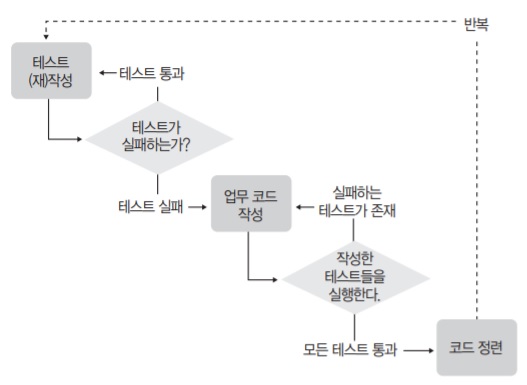 반복
테스트
(재)작성
테스트 통과
테스트가
실패하는가?
테스트 실패
업무 코드
작성
실패하는
테스트가 존재
작성한
테스트들을
실행한다.
모든 테스트 통과
코드 정련